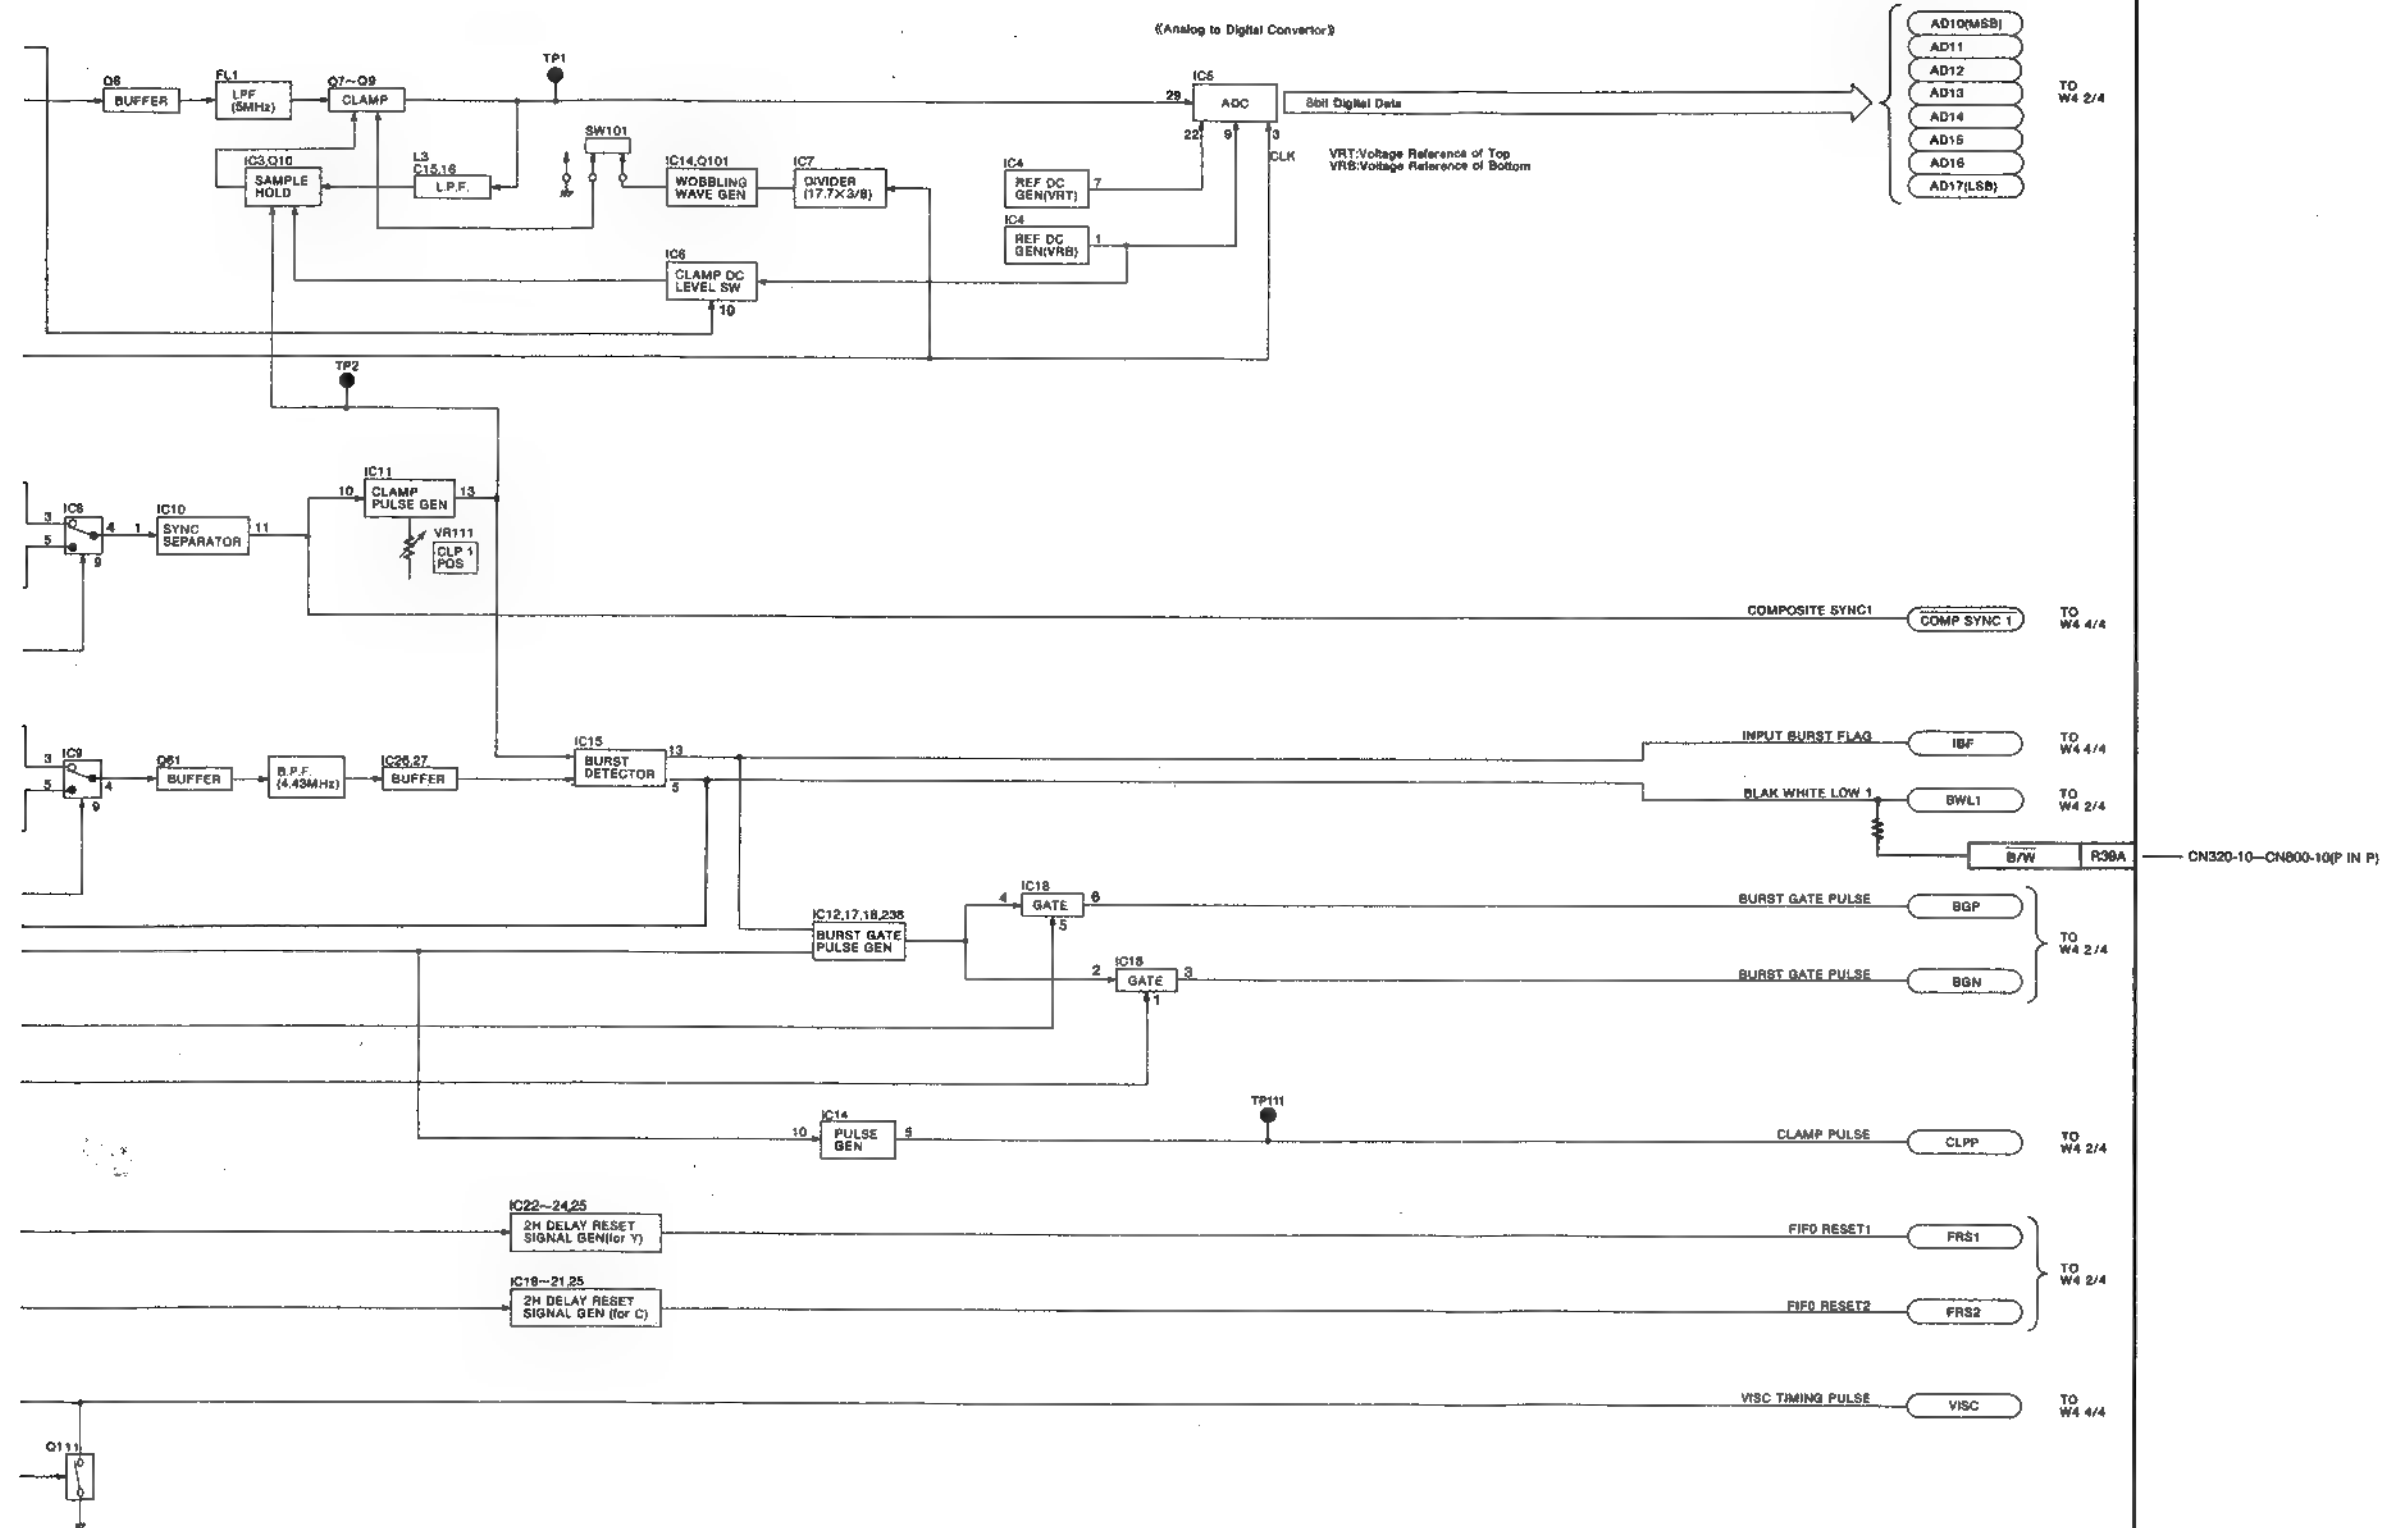 ((Analog to Digital Convertor))
AD10(MSB)
AD11
AD12
AD13
AD14
AD15
AD16
AD17(LSB)
TO
W4 2/4
Q6
BUFFER
FL1
LPF
(5MHz)
Q7~Q9
CLAMP
TP1
29
IC5
ADC
8bit Digital Data
22
9
3
CLK
VRT:Voltage Reference of Top
VRB:Voltage Reference of Bottom
IC3,Q10
SAMPLE
HOLD
L3
C15,16
L.P.F.
SW101
IC14,Q101
WOBBLING
WAVE GEN
IC7
DIVIDER
(17.7×3/8)
IC4
REF DC
GEN(VRT)
7
IC4
REF DC
GEN(VRB)
1
IC6
CLAMP DC
LEVEL SW
10
TP2
IC11
10
CLAMP
PULSE GEN
13
VR111
CLP 1
POS
3
IC8
4
5
9
1
IC10
SYNC
SEPARATOR
11
COMPOSITE SYNC1
COMP SYNC 1
TO
W4 4/4
3
IC9
5
4
9
Q51
BUFFER
B.P.F.
(4.43MHz)
IC26,27
BUFFER
IC15
BURST
DETECTOR
13
5
INPUT BURST FLAG
IBF
TO
W4 4/4
BLAK WHITE LOW 1
BWL1
TO
W4 2/4
B/W
R39A
CN320-10—CN800-10(P IN P)
IC12,17,18,238
BURST GATE
PULSE GEN
4
IC18
GATE
6
5
BURST GATE PULSE
BGP
2
IC18
GATE
3
1
BURST GATE PULSE
BGN
TO
W4 2/4
10
IC14
PULSE
GEN
5
TP111
CLAMP PULSE
CLPP
TO
W4 2/4
IC22~24,25
2H DELAY RESET
SIGNAL GEN(for Y)
FIFO RESET1
FRS1
IC19~21,25
2H DELAY RESET
SIGNAL GEN (for C)
FIFO RESET2
FRS2
TO
W4 2/4
VISC TIMING PULSE
VISC
TO
W4 4/4
Q111